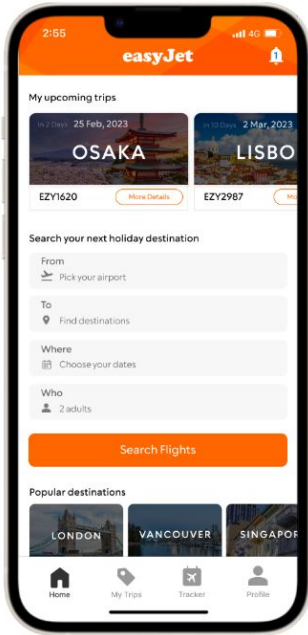 2:55
4G
easyJet
1
My upcoming trips
In 2 Days 25 Feb, 2023
OSAKA
EZY1620 More Details
In 10 Days 2 Mar, 2023
LISBO
EZY2987 Mo
Search your next holiday destination
From
Pick your airport
To
Find destinations
Where
Choose your dates
Who
2 adults
Search Flights
Popular destinations
LONDON
VANCOUVER
SINGAPOR
Home
My Trips
Tracker
Profile